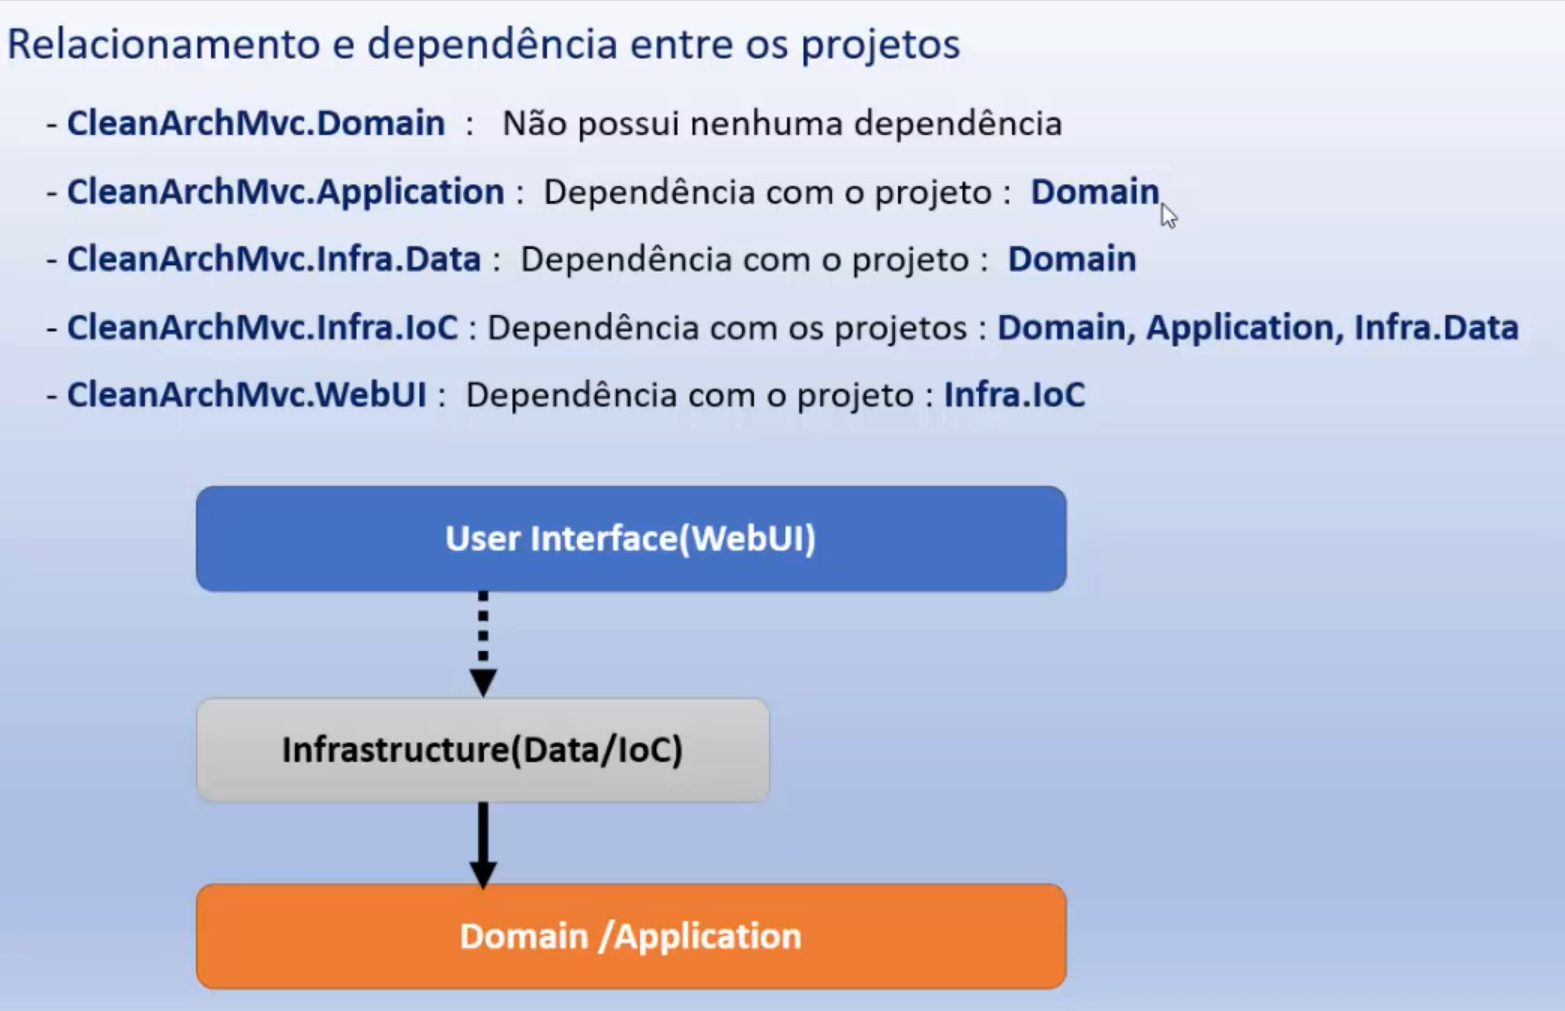 Relacionamento e dependência entre os projetos
- CleanArchMvc.Domain : Não possui nenhuma dependência
- CleanArchMvc.Application : Dependência com o projeto : Domain
- CleanArchMvc.Infra.Data : Dependência com o projeto : Domain
- CleanArchMvc.Infra.IoC : Dependência com os projetos : Domain, Application, Infra.Data
- CleanArchMvc.WebUI : Dependência com o projeto : Infra.IoC
User Interface(WebUI)
Infrastructure(Data/IoC)
Domain /Application